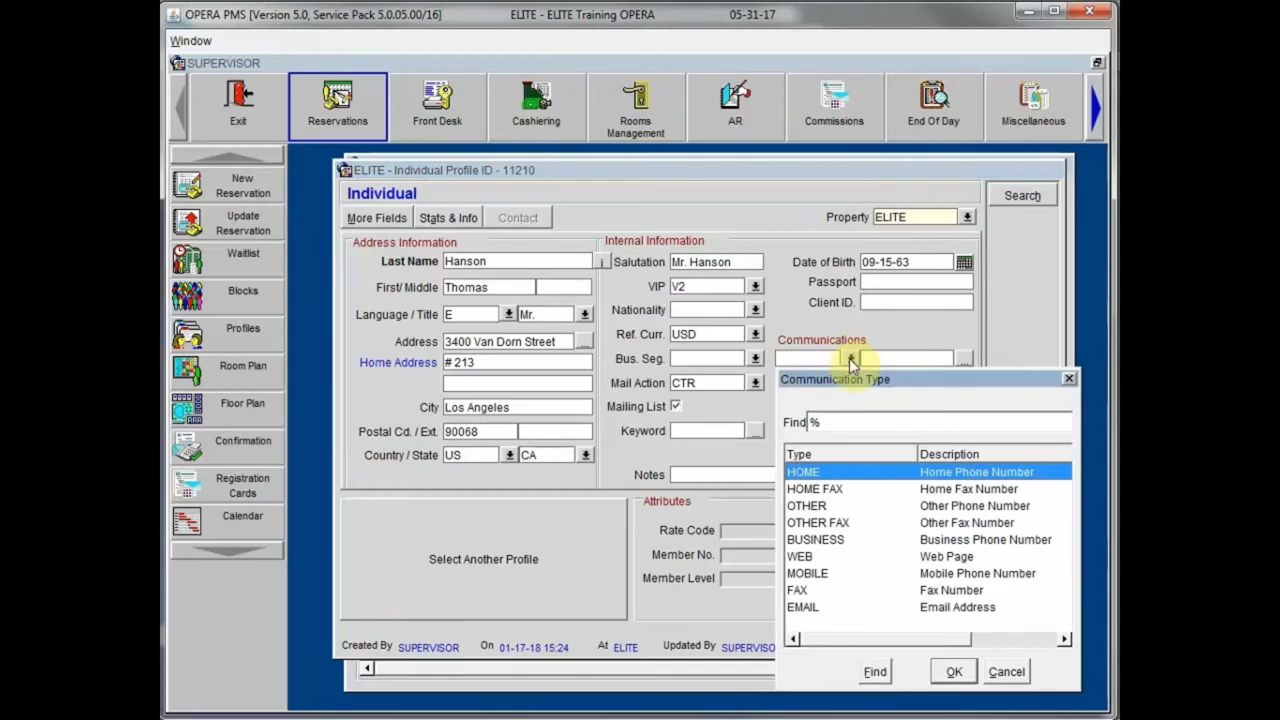 OPERA PMS [Version 5.0, Service Pack 5.0.05.00/16] ELITE - ELITE Training OPERA 05-31-17
Window
SUPERVISOR
Exit
Reservations
Front Desk
Cashiering
Rooms Management
AR
Commissions
End Of Day
Miscellaneous
New Reservation
Update Reservation
Waitlist
Blocks
Profiles
Room Plan
Floor Plan
Confirmation
Registration Cards
Calendar
ELITE - Individual Profile ID - 11210
Individual
Search
More Fields Stats & Info Contact Property ELITE
Address Information
Last Name Hanson
First/ Middle Thomas
Language / Title E Mr.
Address 3400 Van Dorn Street ...
Home Address # 213
City Los Angeles
Postal Cd. / Ext. 90068
Country / State US CA
Internal Information
Salutation Mr. Hanson
VIP V2
Nationality
Ref. Curr. USD
Bus. Seg.
Mail Action CTR
Mailing List
Keyword ...
Notes
Date of Birth 09-15-63
Passport
Client ID.
Communications
...
Select Another Profile
Attributes
Rate Code
Member No.
Member Level
Created By SUPERVISOR On 01-17-18 15:24 At ELITE Updated By SUPERVISO
Communication Type
Find %
Type Description
HOME Home Phone Number
HOME FAX Home Fax Number
OTHER Other Phone Number
OTHER FAX Other Fax Number
BUSINESS Business Phone Number
WEB Web Page
MOBILE Mobile Phone Number
FAX Fax Number
EMAIL Email Address
Find OK Cancel